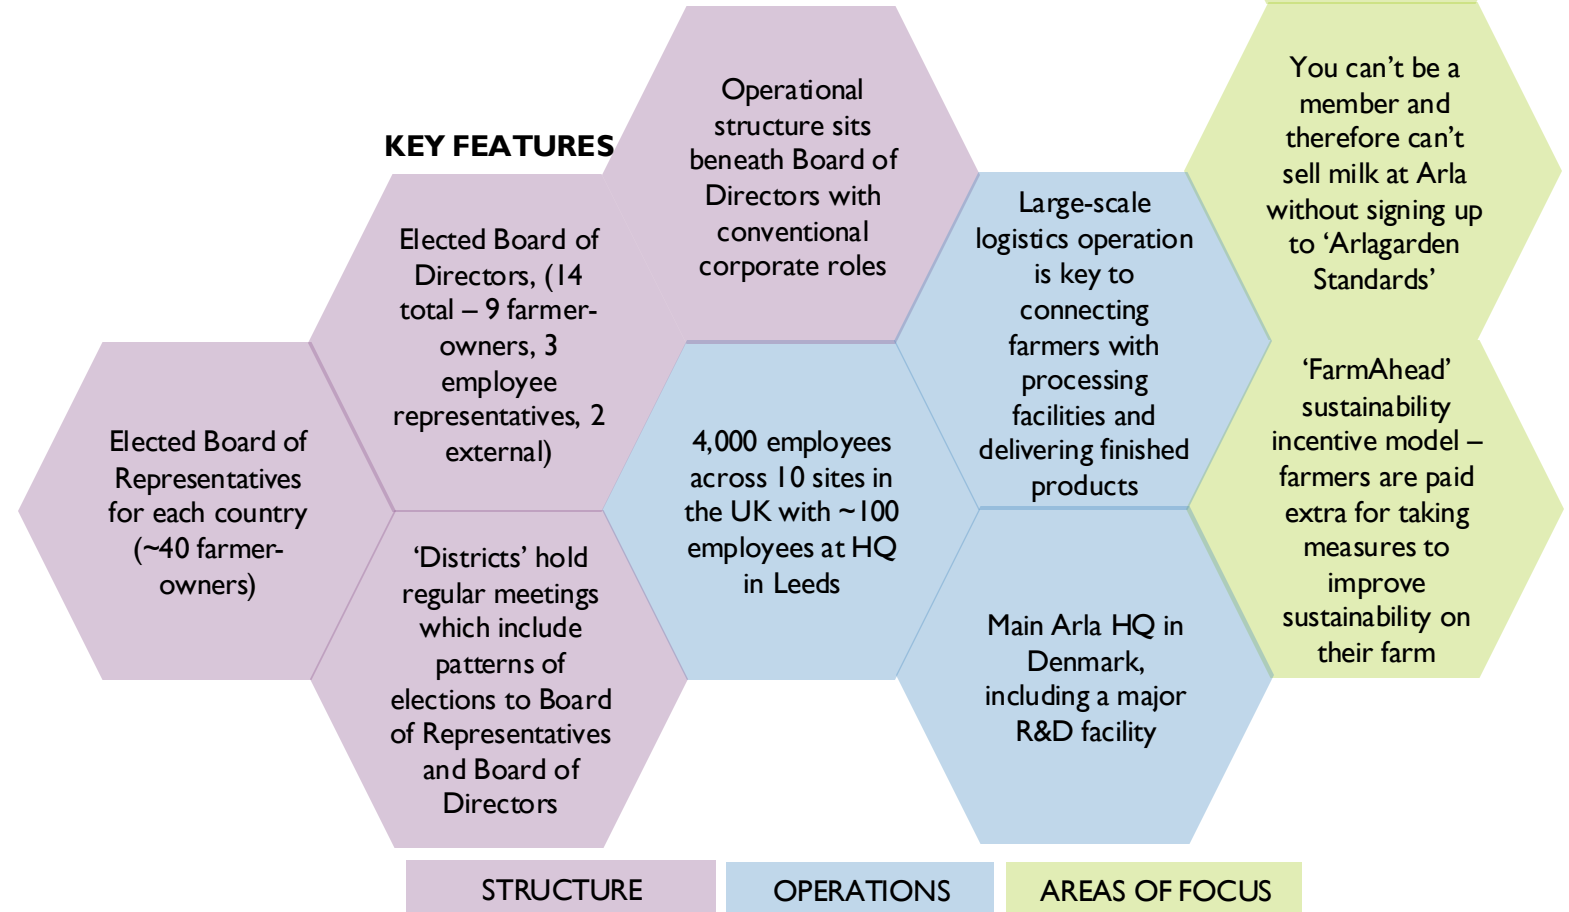 KEY FEATURES
Elected Board of
Representatives
for each country
(~40 farmer-
owners)
Elected Board of
Directors, (14
total – 9 farmer-
owners, 3
employee
representatives, 2
external)
‘Districts’ hold
regular meetings
which include
patterns of
elections to Board
of Representatives
and Board of
Directors
Operational
structure sits
beneath Board of
Directors with
conventional
corporate roles
4,000 employees
across 10 sites in
the UK with ~100
employees at HQ
in Leeds
Large-scale
logistics operation
is key to
connecting
farmers with
processing
facilities and
delivering finished
products
Main Arla HQ in
Denmark,
including a major
R&D facility
You can’t be a
member and
therefore can’t
sell milk at Arla
without signing up
to ‘Arlagarden
Standards’
‘FarmAhead’
sustainability
incentive model –
farmers are paid
extra for taking
measures to
improve
sustainability on
their farm
STRUCTURE
OPERATIONS
AREAS OF FOCUS